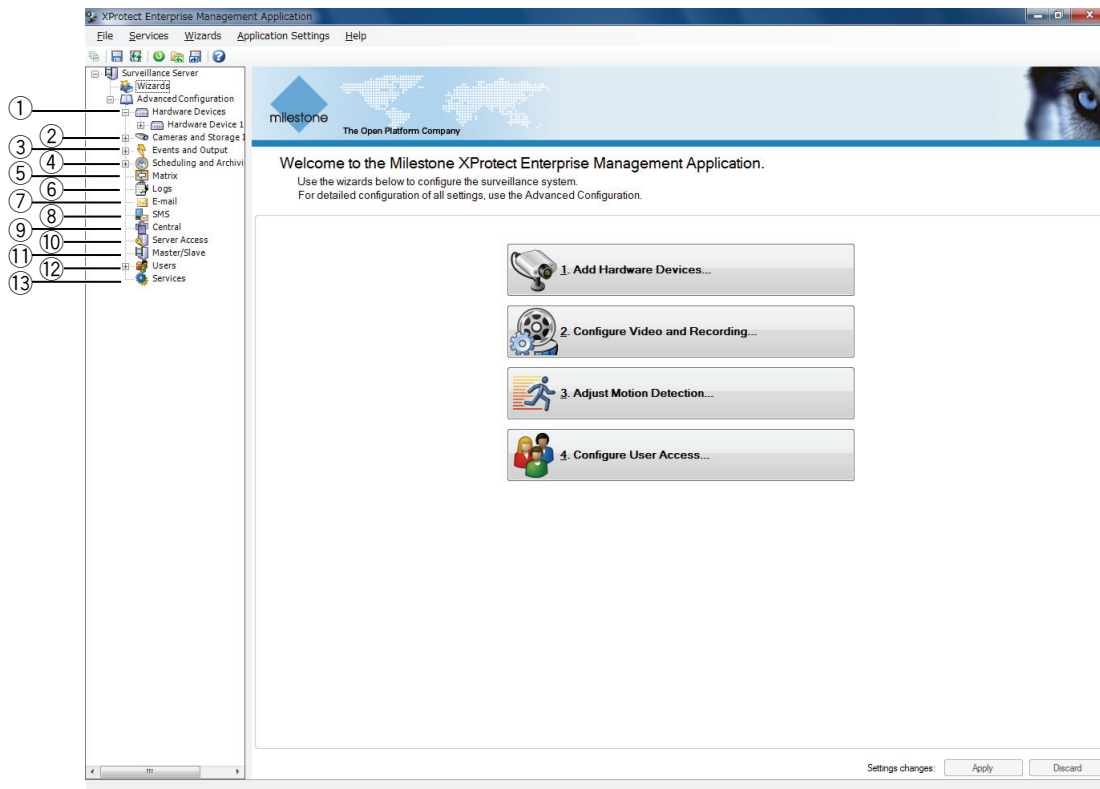 XProtect Enterprise Management Application
File Services Wizards Application Settings Help
Surveillance Server
Wizards
Advanced Configuration
① Hardware Devices
Hardware Device 1
② Cameras and Storage I
③ Events and Output
④ Scheduling and Archivi
⑤ Matrix
⑥ Logs
⑦ E-mail
⑧ SMS
⑨ Central
⑩ Server Access
⑪ Master/Slave
⑫ Users
⑬ Services
milestone
The Open Platform Company
Welcome to the Milestone XProtect Enterprise Management Application.
Use the wizards below to configure the surveillance system.
For detailed configuration of all settings, use the Advanced Configuration.
1. Add Hardware Devices...
2. Configure Video and Recording...
3. Adjust Motion Detection...
4. Configure User Access...
Settings changes: Apply Discard